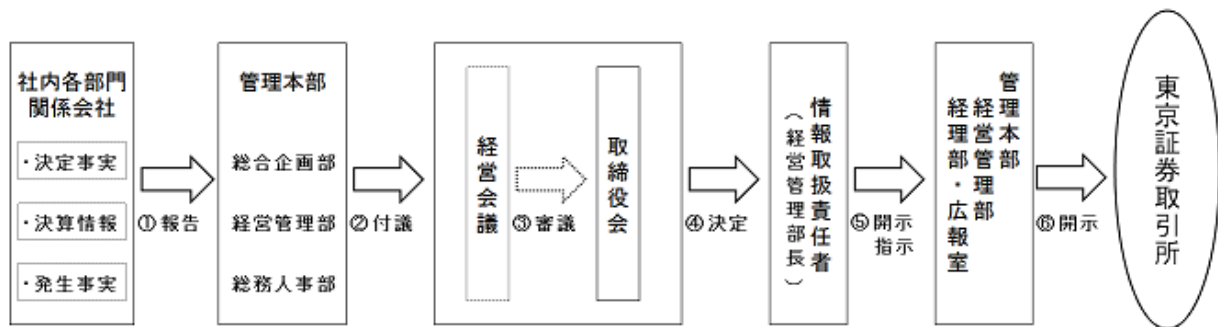 社内各部門
関係会社
・決定事実
・決算情報
・発生事実
①報告
管理本部
総合企画部
経営管理部
総務人事部
②付議
経営会議
③審議
取締役会
④決定
情報取扱責任者
（経営管理部長）
⑤開示
指示
管理本部
経営管理部
経理部・広報室
⑥開示
東京証券取引所